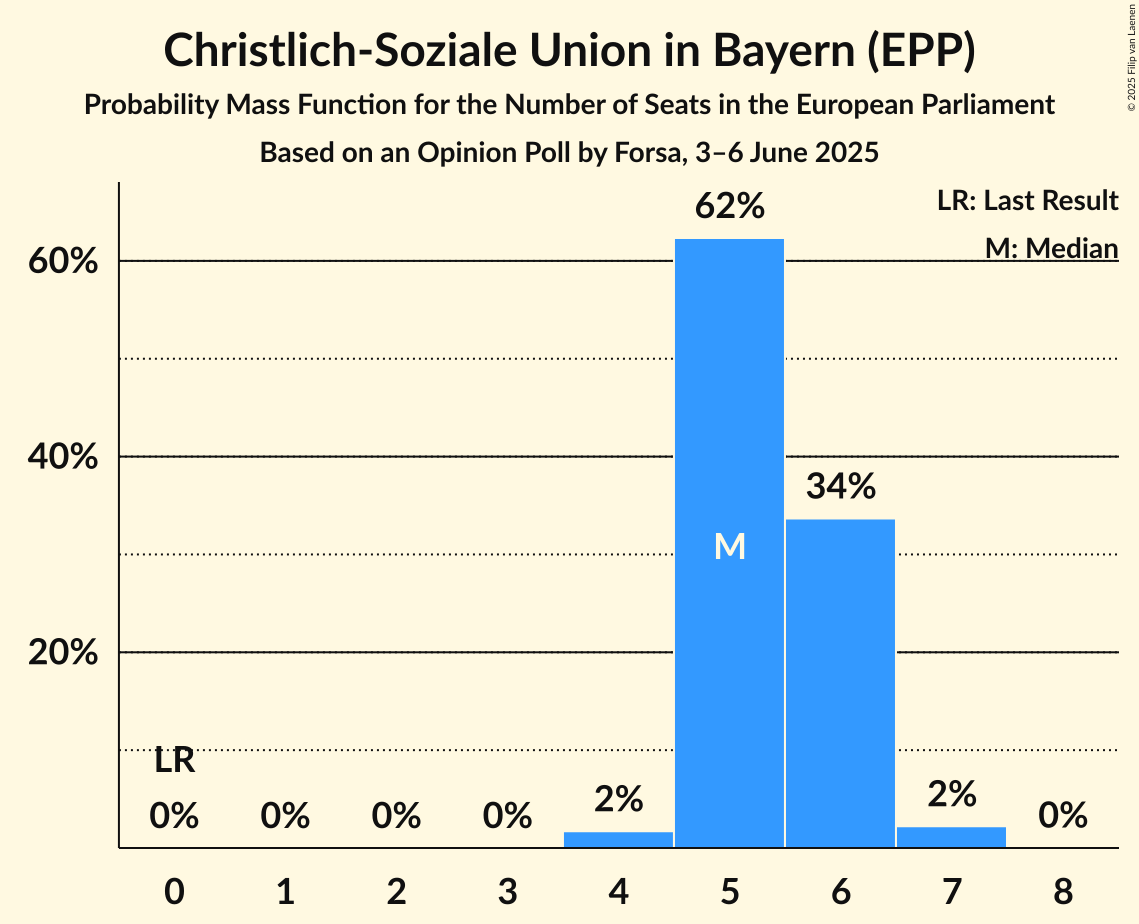 Christlich-Soziale Union in Bayern (EPP)
Probability Mass Function for the Number of Seats in the European Parliament
Based on an Opinion Poll by Forsa, 3–6 June 2025
© 2025 Filip van Laenen
LR: Last Result
M: Median
62%
60%
40%
34%
M
20%
LR
0% 0% 0% 0% 2% 2% 0%
0 1 2 3 4 5 6 7 8